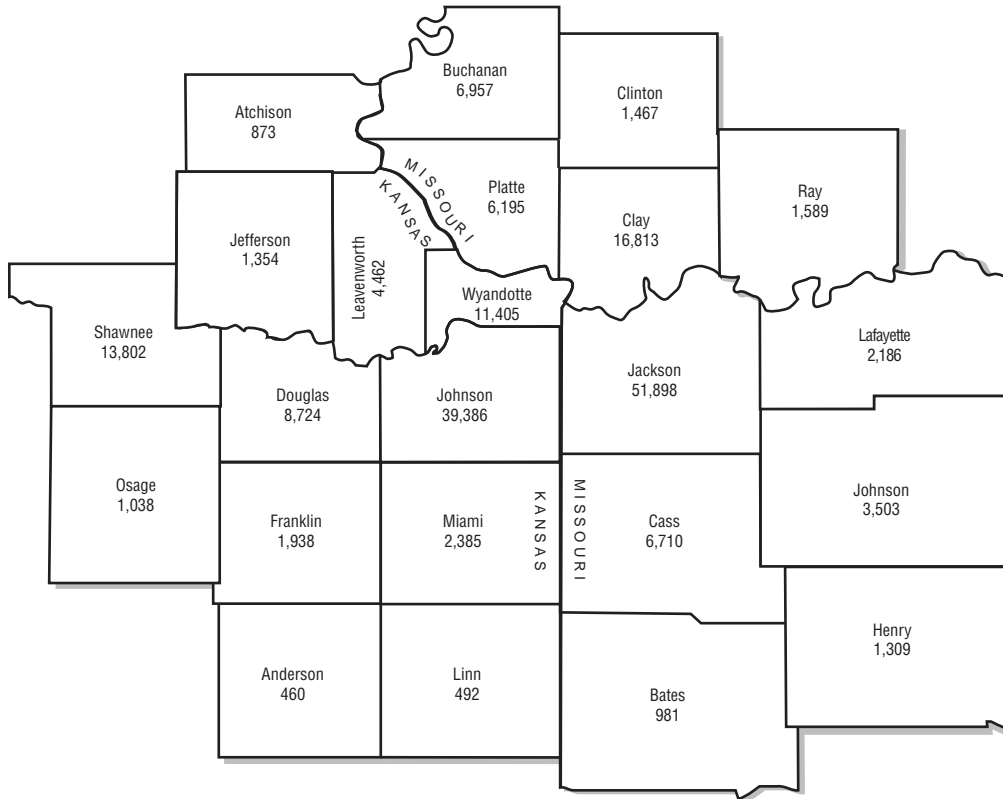 Buchanan
6,957
Clinton
1,467
Atchison
873
Ray
1,589
Platte
6,195
MISSOURI
KANSAS
Clay
16,813
Jefferson
1,354
Leavenworth
4,462
Wyandotte
11,405
Shawnee
13,802
Lafayette
2,186
Jackson
51,898
Douglas
8,724
Johnson
39,386
Osage
1,038
Johnson
3,503
Franklin
1,938
Miami
2,385
KANSAS
MISSOURI
Cass
6,710
Henry
1,309
Anderson
460
Linn
492
Bates
981